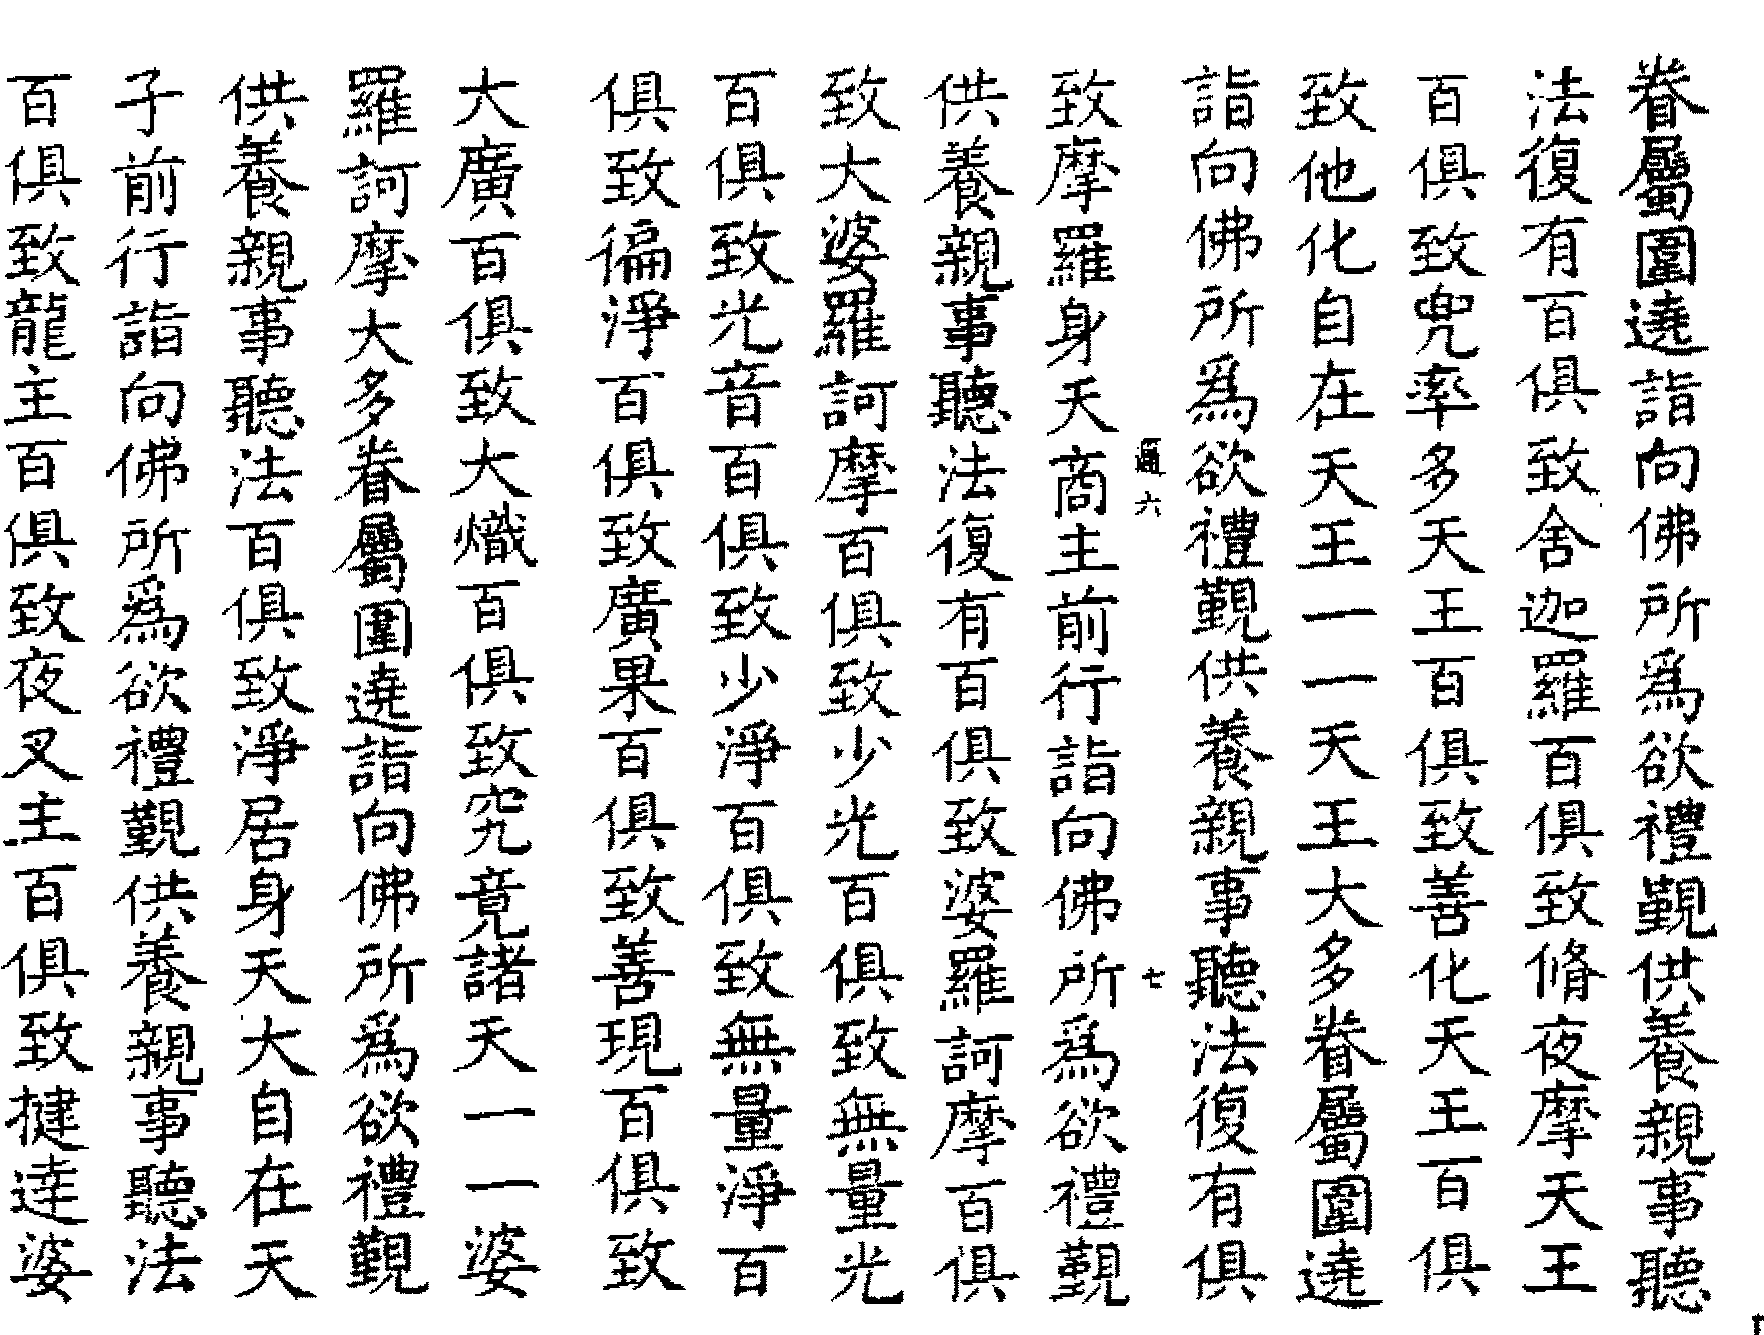 眷屬圍遶詣向佛所爲欲禮覲供養親事聽
法復有百俱致舍迦羅百俱致脩夜摩天王
百俱致兜率多天王百俱致善化天王百俱
致他化自在天王一一天王大多眷屬圍遶
詣向佛所爲欲禮覲供養親事聽法復有俱
遍六 七
致摩羅身天商主前行詣向佛所爲欲禮覲
供養親事聽法復有百俱致婆羅訶摩百俱
致大婆羅訶摩百俱致少光百俱致無量光
百俱致光音百俱致少淨百俱致無量淨百
俱致徧淨百俱致廣果百俱致善現百俱致
大廣百俱致大熾百俱致究竟諸天一一婆
羅訶摩大多眷屬圍遶詣向佛所爲欲禮覲
供養親事聽法百俱致淨居身天大自在天
子前行詣向佛所爲欲禮覲供養親事聽法
百俱致龍主百俱致夜叉主百俱致揵達婆